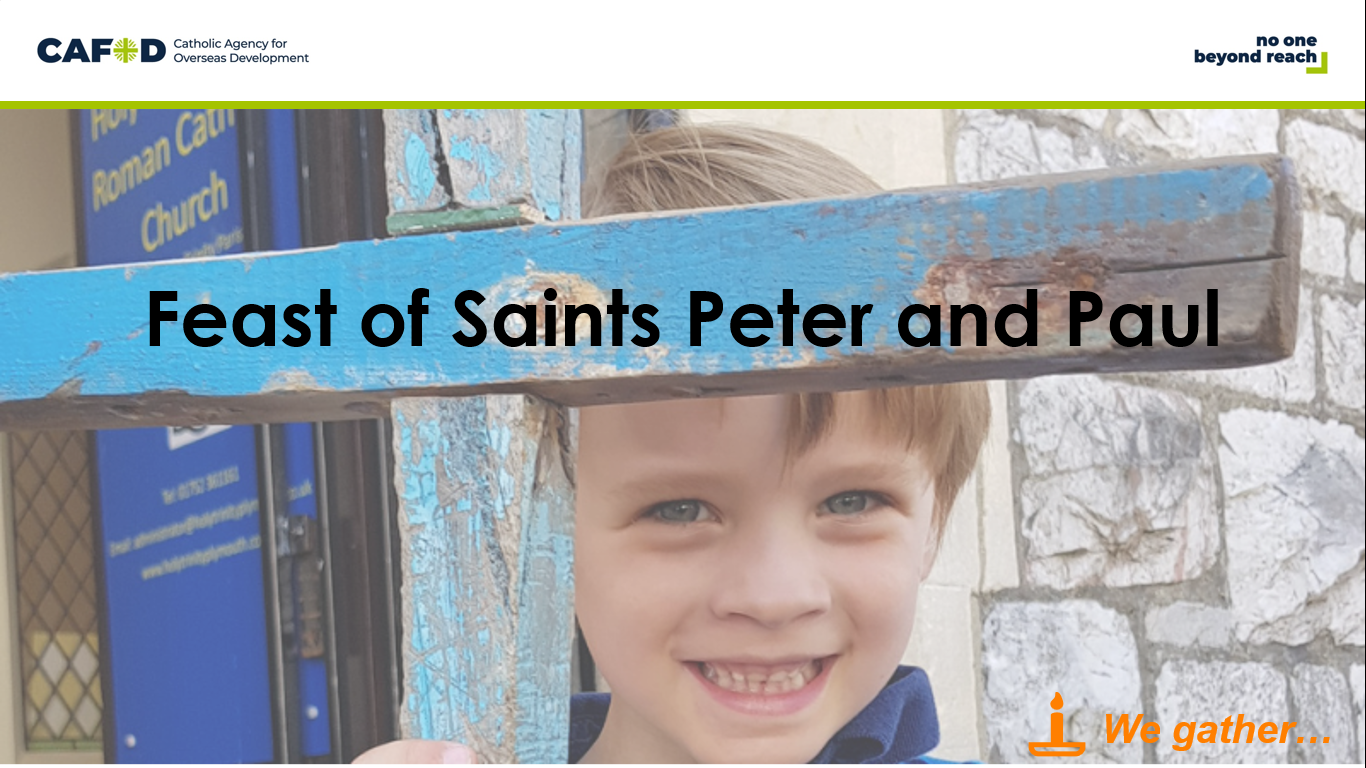 CAFOD
Catholic Agency for
Overseas Development
no one
beyond reach
Roman Cath
Church
Feast of Saints Peter and Paul
We gather...